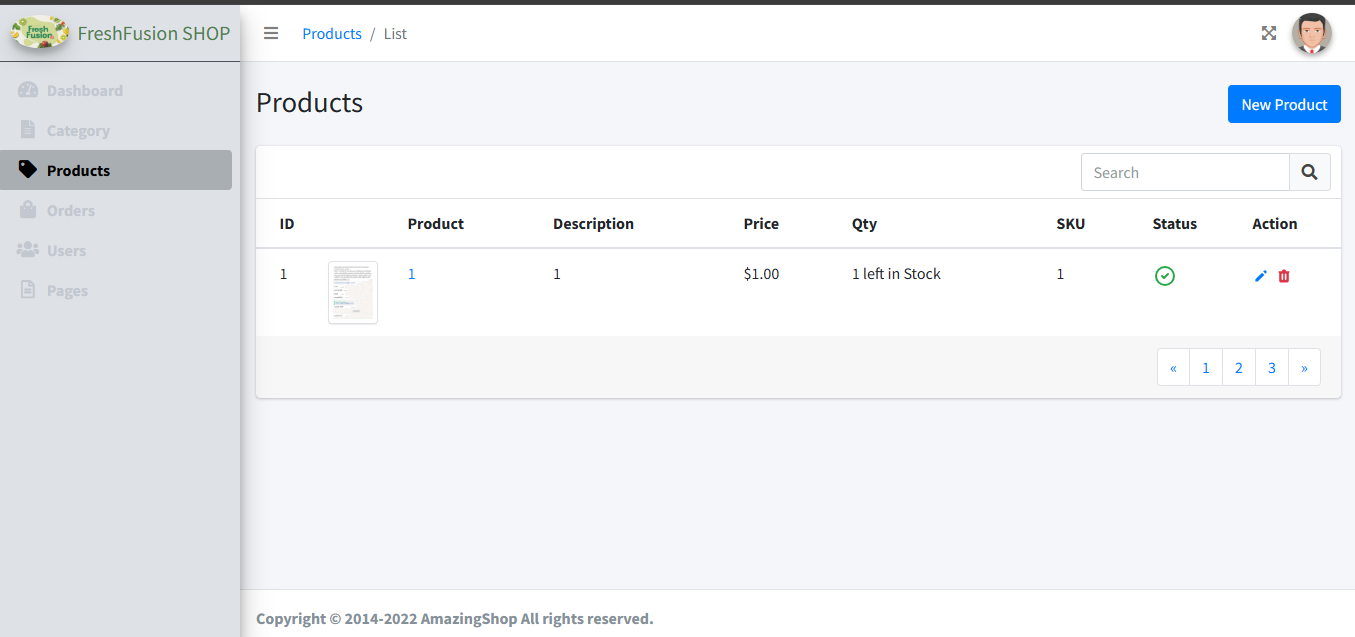 Fresh
Fusion
FreshFusion SHOP
Products / List
Dashboard
Category
Products
Orders
Users
Pages
Products
New Product
Search
ID Product Description Price Qty SKU Status Action
1 1 1 $1.00 1 left in Stock 1
« 1 2 3 »
Copyright © 2014-2022 AmazingShop All rights reserved.